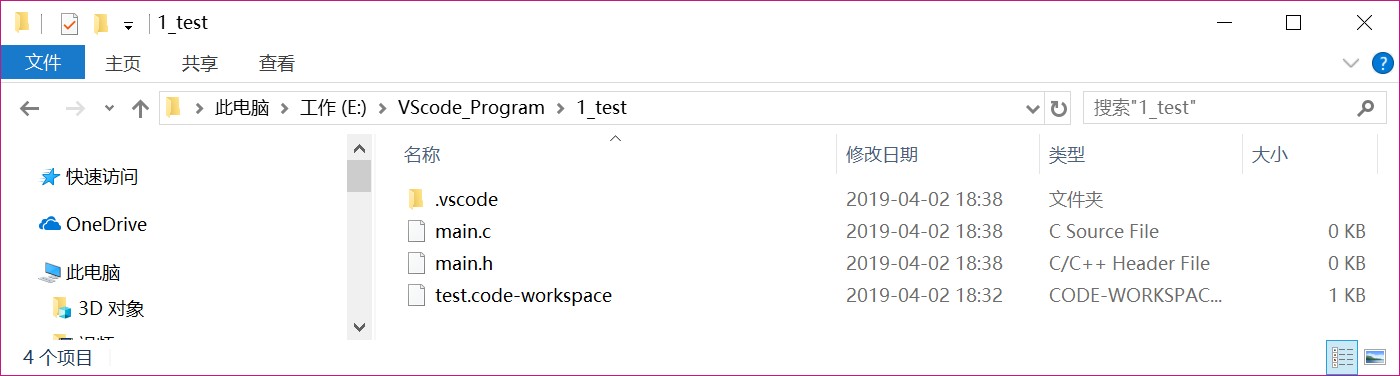 1_test
文件 主页 共享 查看
此电脑 工作 (E:) VScode_Program 1_test 搜索"1_test"
名称 修改日期 类型 大小
快速访问
.vscode 2019-04-02 18:38 文件夹
OneDrive
main.c 2019-04-02 18:38 C Source File 0 KB
main.h 2019-04-02 18:38 C/C++ Header File 0 KB
此电脑
test.code-workspace 2019-04-02 18:32 CODE-WORKSPAC... 1 KB
3D 对象
4 个项目